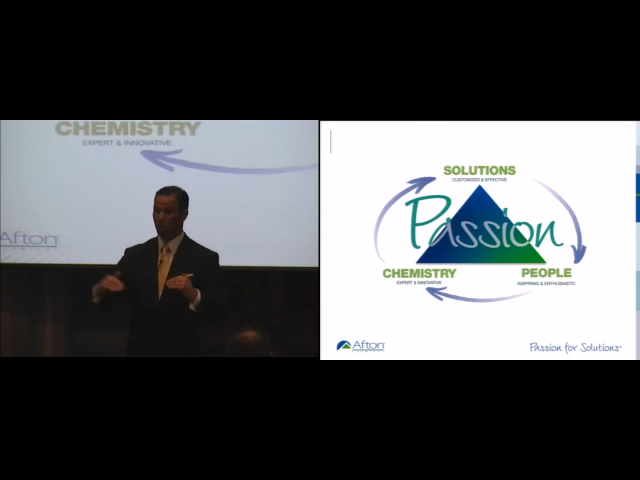 CHEMISTRY
EXPERT & INNOVATIVE
Afton
SOLUTIONS
CUSTOMIZED & EFFECTIVE
Passion
CHEMISTRY
EXPERT & INNOVATIVE
PEOPLE
INSPIRING & ENTHUSIASTIC
Afton
Passion for Solutions